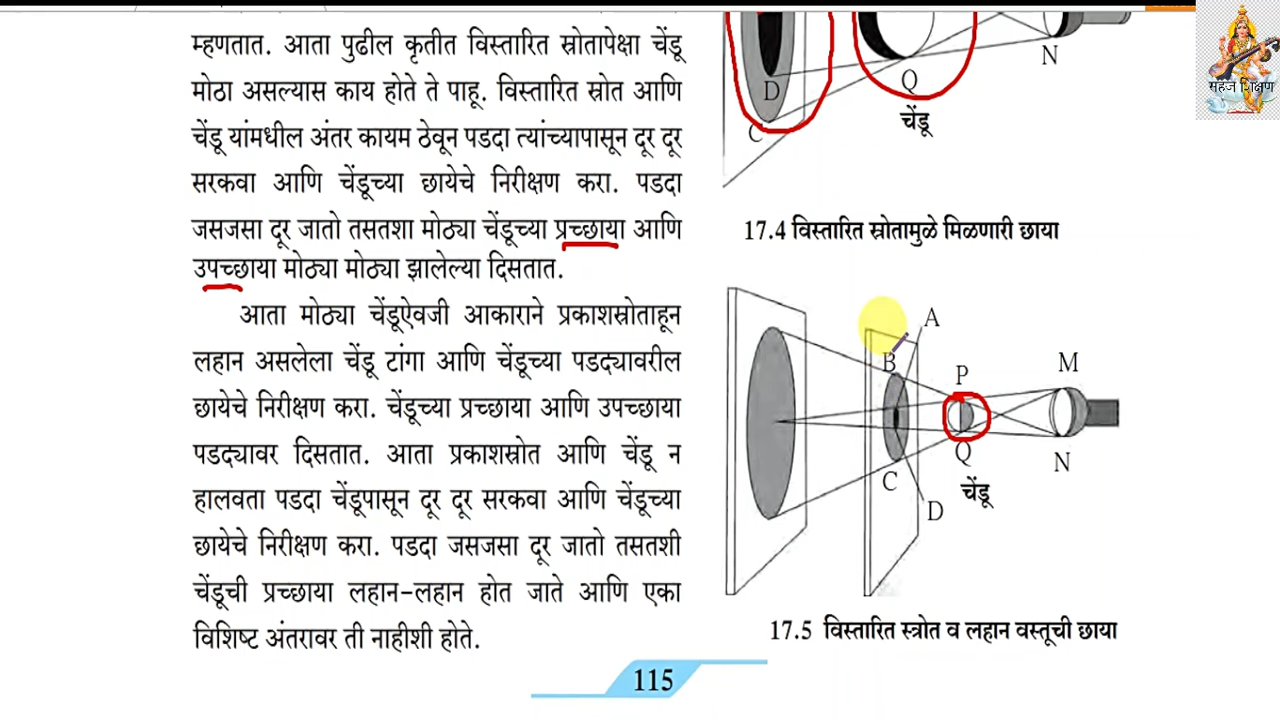 म्हणतात. आता पुढील कृतीत विस्तारित स्रोतापेक्षा चेंडू
मोठा असल्यास काय होते ते पाहू. विस्तारित स्रोत आणि
चेंडू यांमधील अंतर कायम ठेवून पडदा त्यांच्यापासून दूर दूर
सरकवा आणि चेंडूच्या छायेचे निरीक्षण करा. पडदा
जसजसा दूर जातो तसतशा मोठ्या चेंडूच्या प्रच्छाया आणि
उपच्छाया मोठ्या मोठ्या झालेल्या दिसतात.
आता मोठ्या चेंडूऐवजी आकाराने प्रकाशस्रोताहून
लहान असलेला चेंडू टांगा आणि चेंडूच्या पडद्यावरील
छायेचे निरीक्षण करा. चेंडूच्या प्रच्छाया आणि उपच्छाया
पडद्यावर दिसतात. आता प्रकाशस्रोत आणि चेंडू न
हालवता पडदा चेंडूपासून दूर दूर सरकवा आणि चेंडूच्या
छायेचे निरीक्षण करा. पडदा जसजसा दूर जातो तसतशी
चेंडूची प्रच्छाया लहान-लहान होत जाते आणि एका
विशिष्ट अंतरावर ती नाहीशी होते.
D
C
Q
N
चेंडू
17.4 विस्तारित स्रोतामुळे मिळणारी छाया
A
B
P
M
C
Q
N
D
चेंडू
17.5 विस्तारित स्त्रोत व लहान वस्तूची छाया
115
सहज शिक्षण